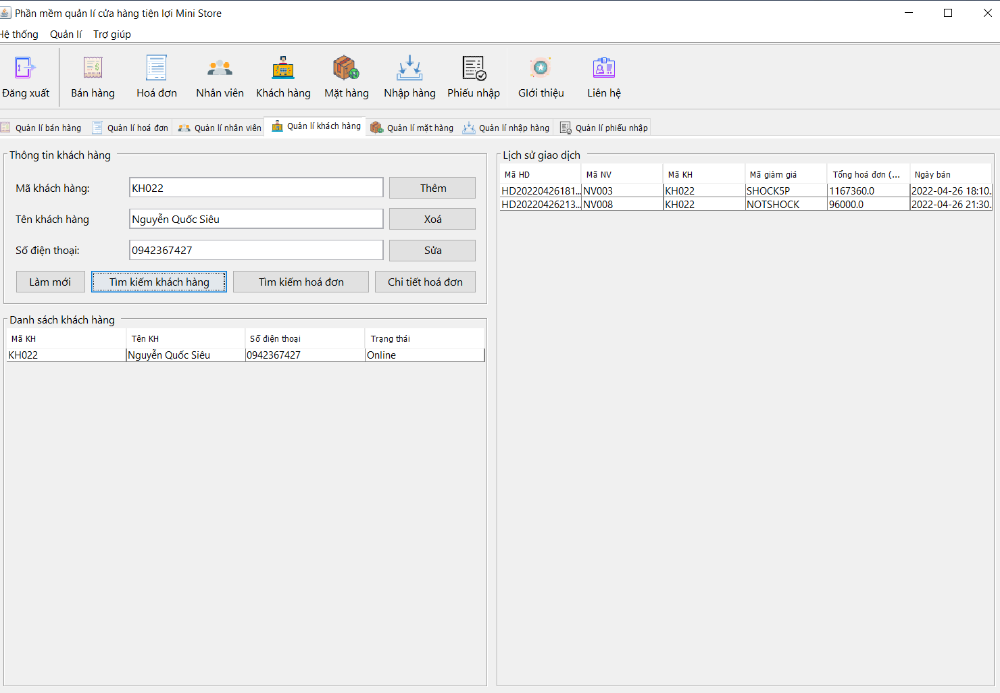 Phần mềm quản lí cửa hàng tiện lợi Mini Store
Hệ thống Quản lí Trợ giúp
Đăng xuất Bán hàng Hoá đơn Nhân viên Khách hàng Mặt hàng Nhập hàng Phiếu nhập GIới thiệu Liên hệ
Quản lí bán hàng Quản lí hoá đơn Quản lí nhân viên Quản lí khách hàng Quản lí mặt hàng Quản lí nhập hàng Quản lí phiếu nhập
Thông tin khách hàng
Mã khách hàng: KH022 Thêm
Tên khách hàng Nguyễn Quốc Siêu Xoá
Số điện thoại: 0942367427 Sửa
Làm mới Tìm kiếm khách hàng Tìm kiếm hoá đơn Chi tiết hoá đơn
Danh sách khách hàng
Mã KH Tên KH Số điện thoại Trạng thái
KH022 Nguyễn Quốc Siêu 0942367427 Online
Lịch sử giao dịch
Mã HD Mã NV Mã KH Mã giảm giá Tổng hoá đơn (... Ngày bán
HD20220426181... NV003 KH022 SHOCK5P 1167360.0 2022-04-26 18:10.
HD20220426213... NV008 KH022 NOTSHOCK 96000.0 2022-04-26 21:30.